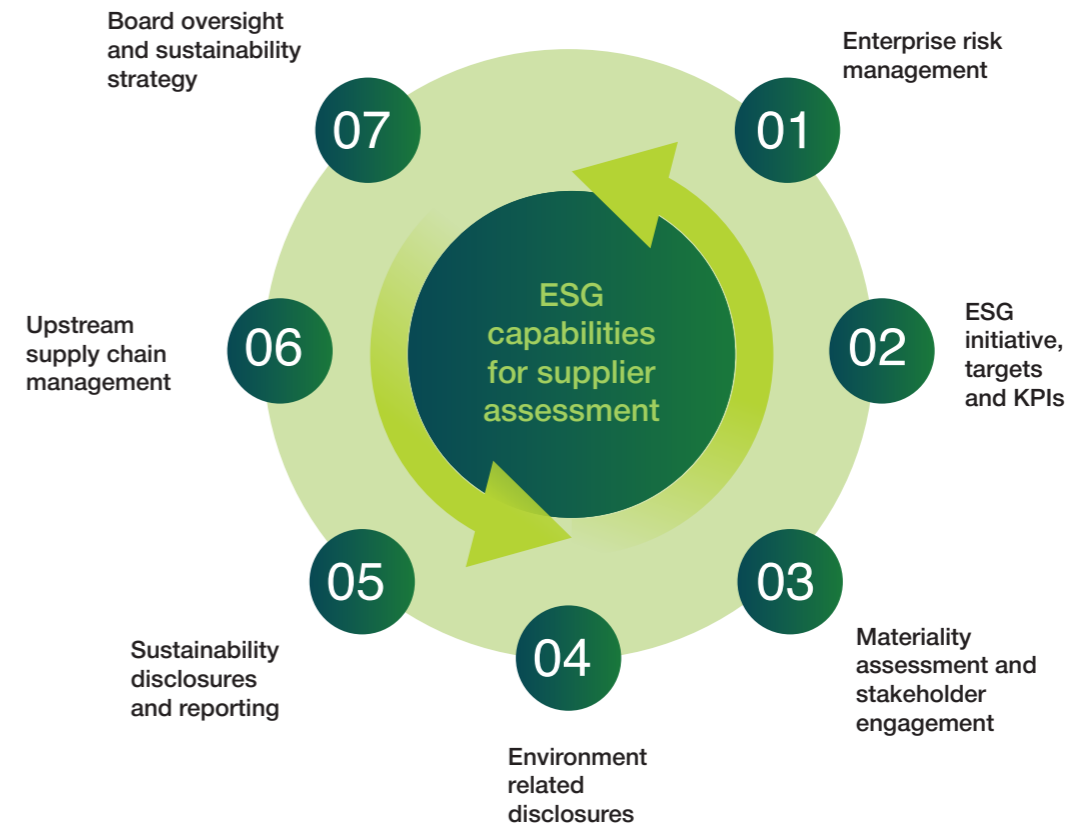 Board oversight
and sustainability
strategy
07
Enterprise risk
management
01
ESG
capabilities
for supplier
assessment
ESG
initiative,
targets
and KPIs
02
Upstream
supply chain
management
06
03
Materiality
assessment and
stakeholder
engagement
05
Sustainability
disclosures
and reporting
04
Environment
related
disclosures